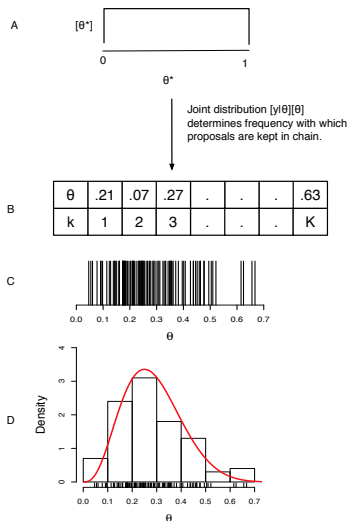 A
[θ*]
0 1
θ*
Joint distribution [y|θ][θ]
determines frequency with which
proposals are kept in chain.
B
θ .21 .07 .27 . . . .63
k 1 2 3 . . . K
C
0.0 0.1 0.2 0.3 0.4 0.5 0.6 0.7
θ
D
Density
4
3
2
1
0
0.0 0.1 0.2 0.3 0.4 0.5 0.6 0.7
θ